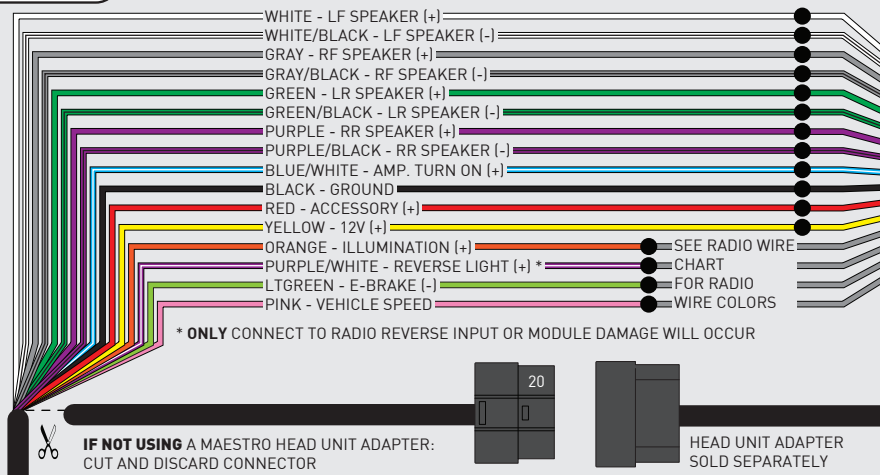 WHITE - LF SPEAKER (+)
WHITE/BLACK - LF SPEAKER (-)
GRAY - RF SPEAKER (+)
GRAY/BLACK - RF SPEAKER (-)
GREEN - LR SPEAKER (+)
GREEN/BLACK - LR SPEAKER (-)
PURPLE - RR SPEAKER (+)
PURPLE/BLACK - RR SPEAKER (-)
BLUE/WHITE - AMP. TURN ON (+)
BLACK - GROUND
RED - ACCESSORY (+)
YELLOW - 12V (+)
ORANGE - ILLUMINATION (+) SEE RADIO WIRE
PURPLE/WHITE - REVERSE LIGHT (+) * CHART
LTGREEN - E-BRAKE (-) FOR RADIO
PINK - VEHICLE SPEED WIRE COLORS
* ONLY CONNECT TO RADIO REVERSE INPUT OR MODULE DAMAGE WILL OCCUR
20
IF NOT USING A MAESTRO HEAD UNIT ADAPTER:
CUT AND DISCARD CONNECTOR
HEAD UNIT ADAPTER
SOLD SEPARATELY